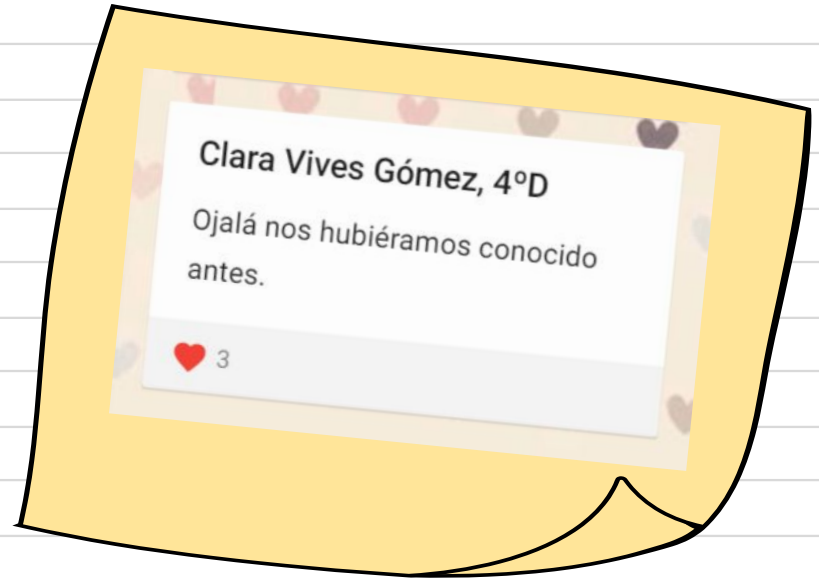 Clara Vives Gómez, 4ºD
Ojalá nos hubiéramos conocido
antes.
3